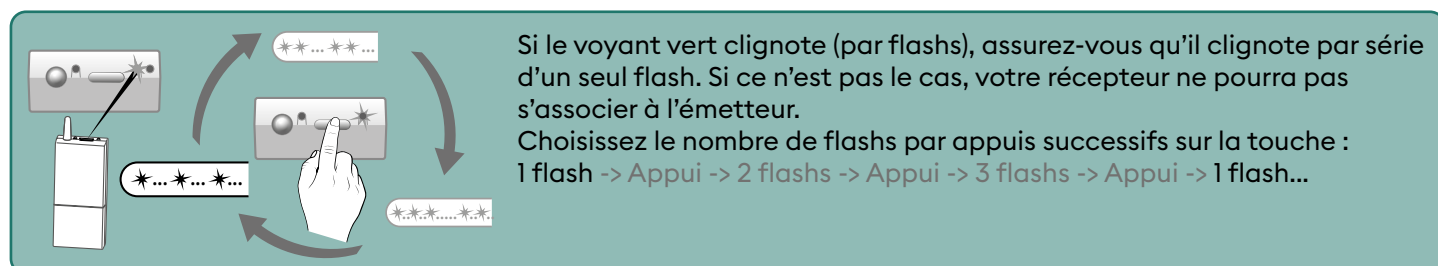 Si le voyant vert clignote (par flashs), assurez-vous qu'il clignote par série
d'un seul flash. Si ce n'est pas le cas, votre récepteur ne pourra pas
s'associer à l'émetteur.
Choisissez le nombre de flashs par appuis successifs sur la touche :
1 flash -> Appui -> 2 flashs -> Appui -> 3 flashs -> Appui -> 1 flash...